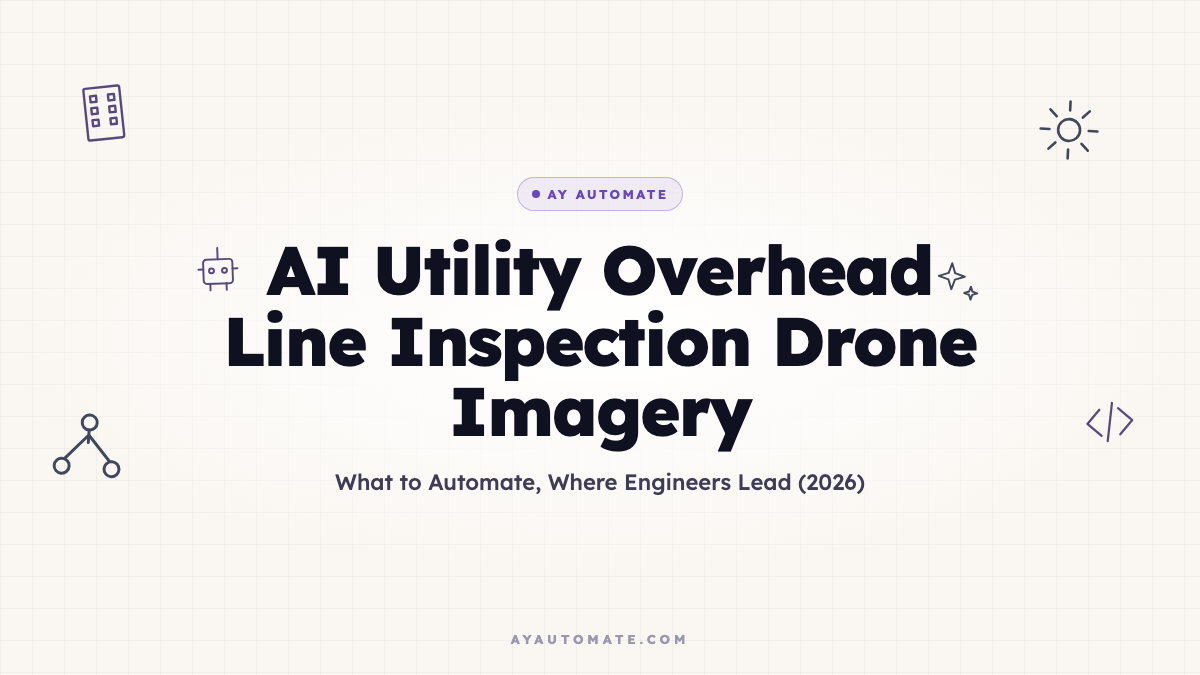 AY AUTOMATE
AI Utility Overhead
Line Inspection Drone
Imagery
What to Automate, Where Engineers Lead (2026)
AYAUTOMATE.COM